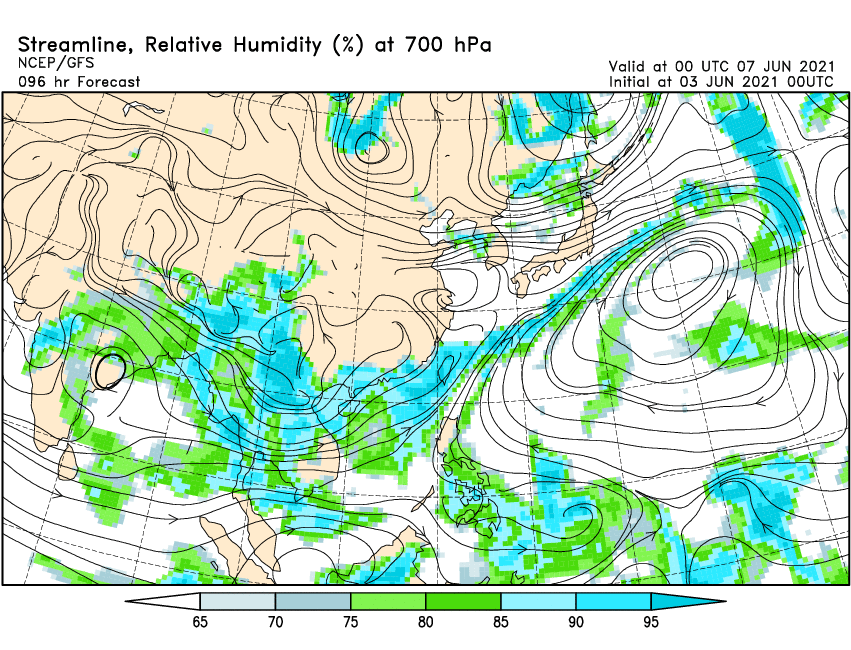 Streamline, Relative Humidity (%) at 700 hPa
NCEP/GFS
096 hr Forecast
Valid at 00 UTC 07 JUN 2021
Initial at 03 JUN 2021 00UTC
65 70 75 80 85 90 95